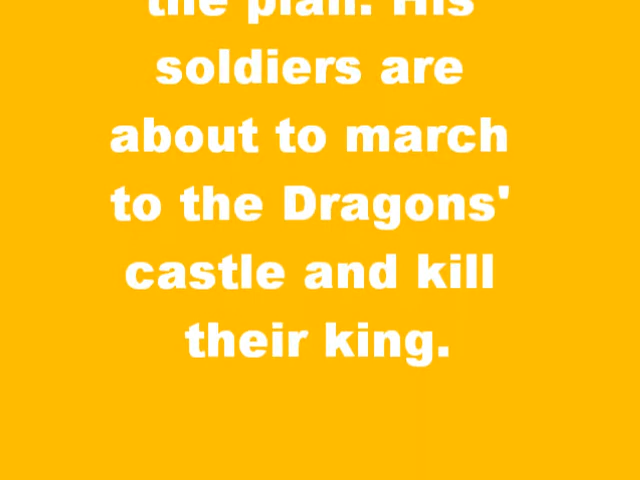 the plan. His
soldiers are
about to march
to the Dragons'
castle and kill
their king.